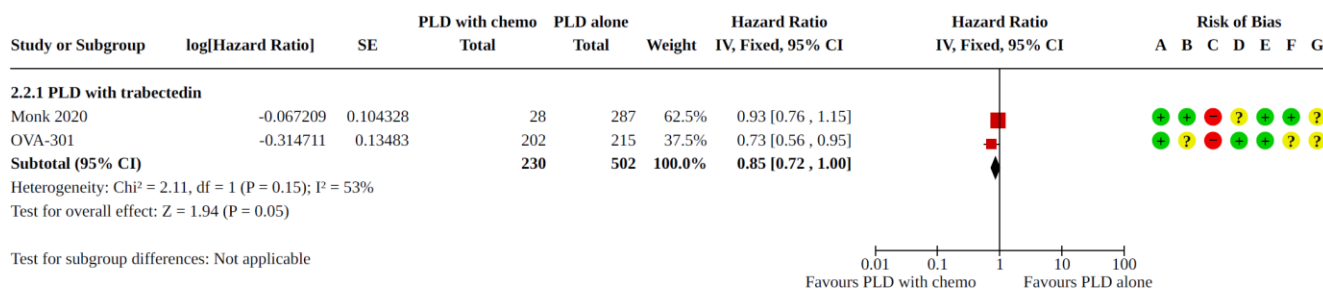 PLD with chemo PLD alone Hazard Ratio Hazard Ratio Risk of Bias
Study or Subgroup log[Hazard Ratio] SE Total Total Weight IV, Fixed, 95% CI IV, Fixed, 95% CI A B C D E F G
2.2.1 PLD with trabectedin
Monk 2020 -0.067209 0.104328 28 287 62.5% 0.93 [0.76 , 1.15] + + − ? + + ?
OVA-301 -0.314711 0.13483 202 215 37.5% 0.73 [0.56 , 0.95] + ? − + + ? ?
Subtotal (95% CI) 230 502 100.0% 0.85 [0.72 , 1.00]
Heterogeneity: Chi² = 2.11, df = 1 (P = 0.15); I² = 53%
Test for overall effect: Z = 1.94 (P = 0.05)
Test for subgroup differences: Not applicable
0.01 0.1 1 10 100
Favours PLD with chemo Favours PLD alone